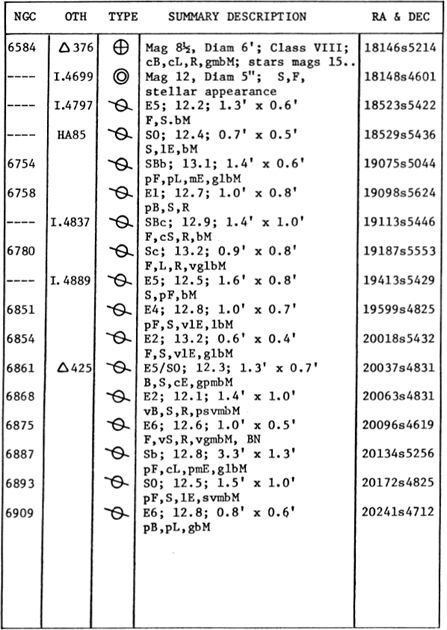 NGC OTH TYPE SUMMARY DESCRIPTION RA & DEC
6584 Δ376 Mag 8½, Diam 6'; Class VIII; 18146s5214
cB,cL,R,gmbM; stars mags 15..
---- I.4699 Mag 12, Diam 5"; S,F, 18148s4601
stellar appearance
---- I.4797 E5; 12.2; 1.3' x 0.6' 18523s5422
F,S.bM
---- HA85 S0; 12.4; 0.7' x 0.5' 18529s5436
S,lE,bM
6754 SBb; 13.1; 1.4' x 0.6' 19075s5044
pF,pL,mE,glbM
6758 E1; 12.7; 1.0' x 0.8' 19098s5624
pB,S,R
---- I.4837 SBc; 12.9; 1.4' x 1.0' 19113s5446
F,cS,R,bM
6780 Sc; 13.2; 0.9' x 0.8' 19187s5553
F,L,R,vglbM
---- I.4889 E5; 12.5; 1.6' x 0.8' 19413s5429
S,pF,bM
6851 E4; 12.8; 1.0' x 0.7' 19599s4825
pF,S,vlE,lbM
6854 E2; 13.2; 0.6' x 0.4' 20018s5432
F,S,vlE,glbM
6861 Δ425 E5/S0; 12.3; 1.3' x 0.7' 20037s4831
B,S,cE,gpmbM
6868 E2; 12.1; 1.4' x 1.0' 20063s4831
vB,S,R,psvmbM
6875 E6; 12.6; 1.0' x 0.5' 20096s4619
F,vS,R,vgmbM, BN
6887 Sb; 12.8; 3.3' x 1.3' 20134s5256
pF,cL,pmE,glbM
6893 S0; 12.5; 1.5' x 1.0' 20172s4825
pF,S,lE,svmbM
6909 E6; 12.8; 0.8' x 0.6' 20241s4712
pB,pL,gbM